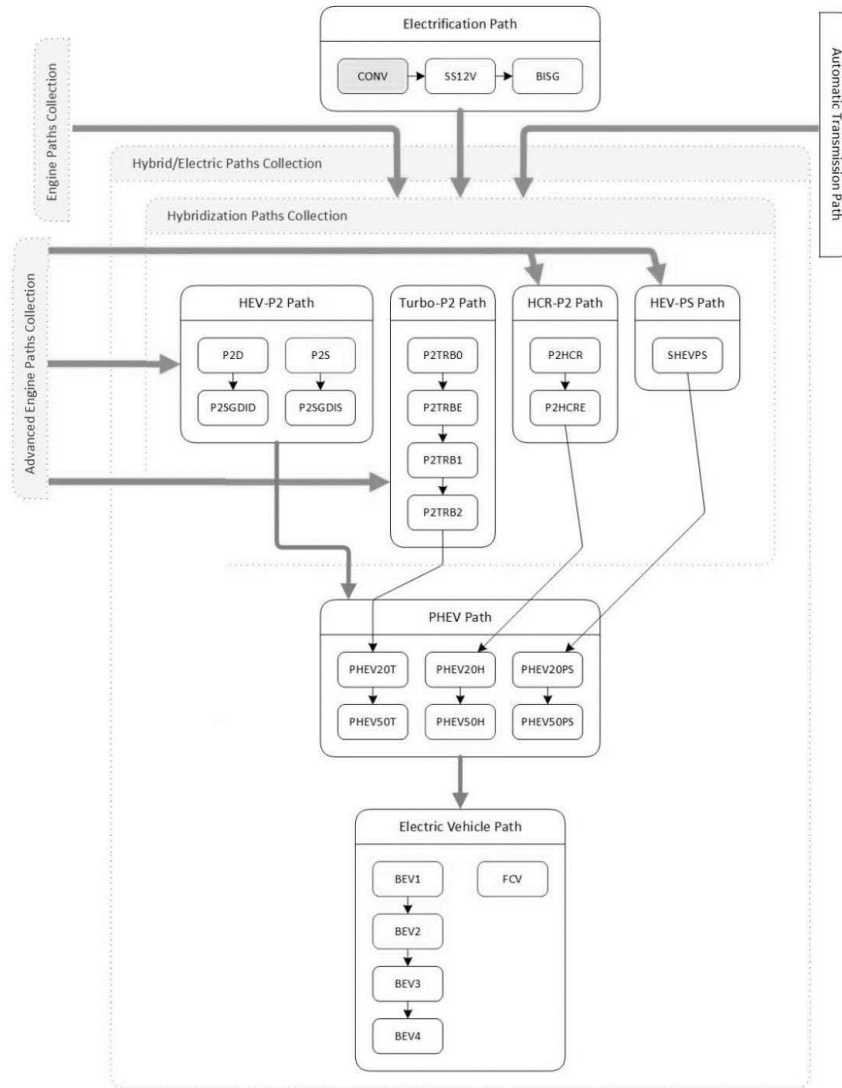 Electrification Path
CONV
SS12V
BISG
Engine Paths Collection
Automatic Transmission Path
Hybrid/Electric Paths Collection
Hybridization Paths Collection
Advanced Engine Paths Collection
HEV-P2 Path
P2D
P2S
P2SGDID
P2SGDIS
Turbo-P2 Path
P2TRB0
P2TRBE
P2TRB1
P2TRB2
HCR-P2 Path
P2HCR
P2HCRE
HEV-PS Path
SHEVPS
PHEV Path
PHEV20T
PHEV20H
PHEV20PS
PHEV50T
PHEV50H
PHEV50PS
Electric Vehicle Path
BEV1
FCV
BEV2
BEV3
BEV4